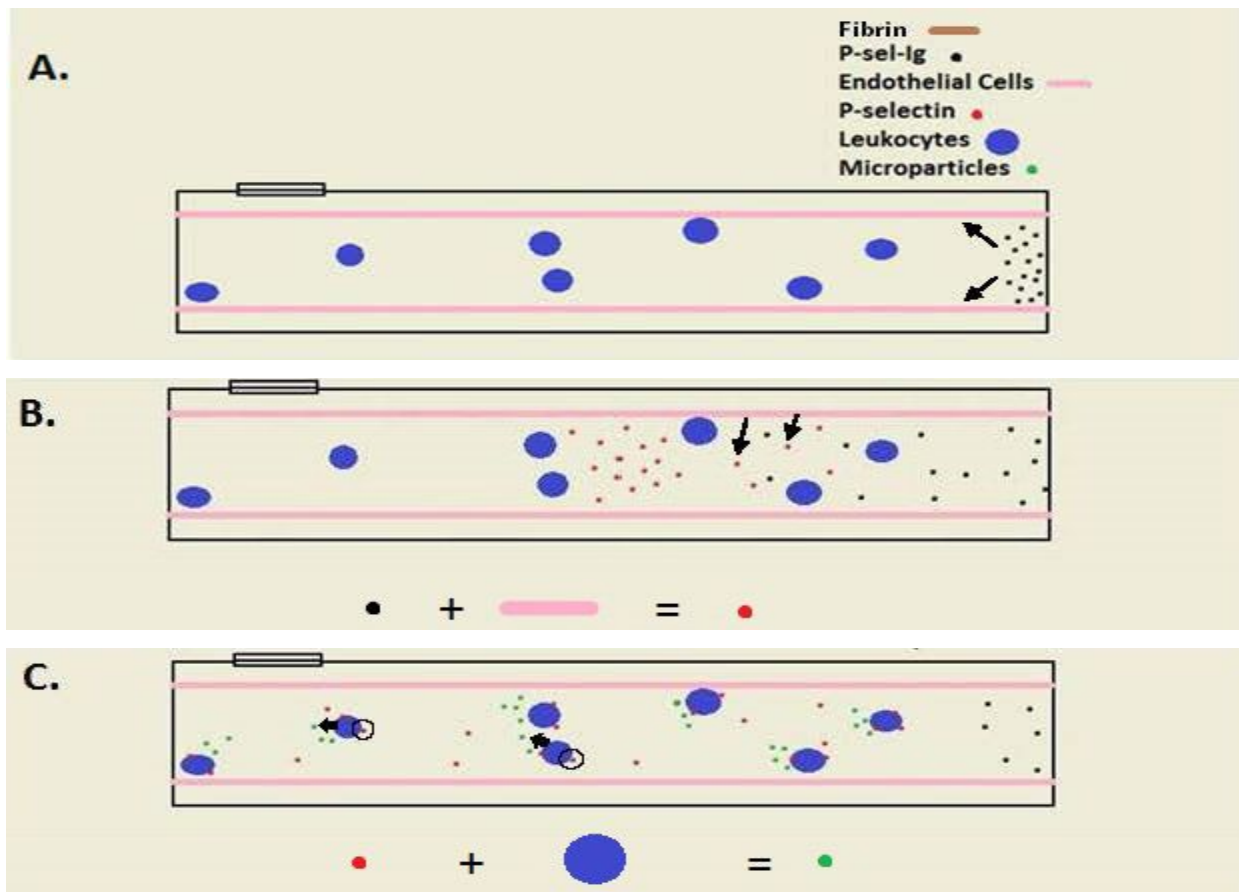 A.
Fibrin
P-sel-Ig
Endothelial Cells
P-selectin
Leukocytes
Microparticles
B.
+ =
C.
+ =